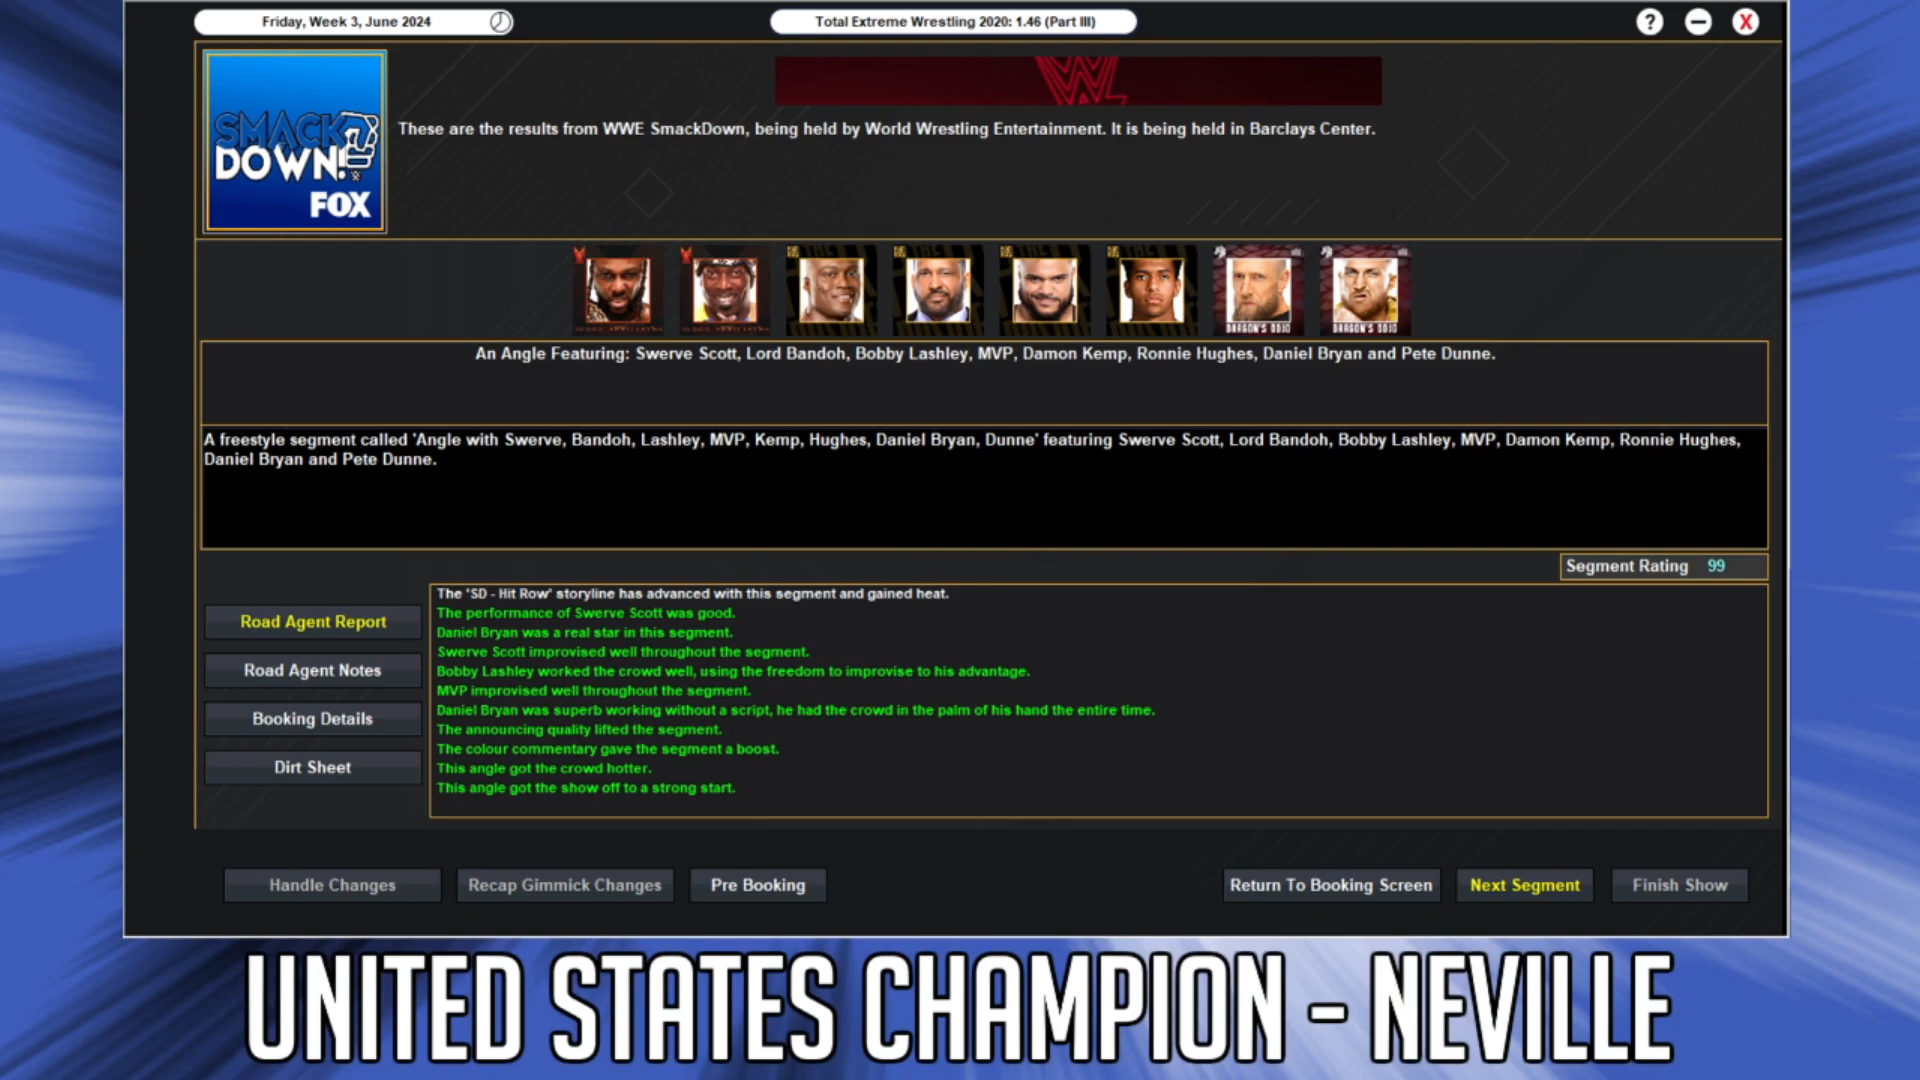 Friday, Week 3, June 2024
Total Extreme Wrestling 2020: 1.46 (Part III)
?
X
SMACK
DOWN!
FOX
These are the results from WWE SmackDown, being held by World Wrestling Entertainment. It is being held in Barclays Center.
DRAGON'S DOJO
DRAGON'S DOJO
An Angle Featuring: Swerve Scott, Lord Bandoh, Bobby Lashley, MVP, Damon Kemp, Ronnie Hughes, Daniel Bryan and Pete Dunne.
A freestyle segment called 'Angle with Swerve, Bandoh, Lashley, MVP, Kemp, Hughes, Daniel Bryan, Dunne' featuring Swerve Scott, Lord Bandoh, Bobby Lashley, MVP, Damon Kemp, Ronnie Hughes,
Daniel Bryan and Pete Dunne.
Segment Rating 99
Road Agent Report
Road Agent Notes
Booking Details
Dirt Sheet
The 'SD - Hit Row' storyline has advanced with this segment and gained heat.
The performance of Swerve Scott was good.
Daniel Bryan was a real star in this segment.
Swerve Scott improvised well throughout the segment.
Bobby Lashley worked the crowd well, using the freedom to improvise to his advantage.
MVP improvised well throughout the segment.
Daniel Bryan was superb working without a script, he had the crowd in the palm of his hand the entire time.
The announcing quality lifted the segment.
The colour commentary gave the segment a boost.
This angle got the crowd hotter.
This angle got the show off to a strong start.
Handle Changes
Recap Gimmick Changes
Pre Booking
Return To Booking Screen
Next Segment
Finish Show
UNITED STATES CHAMPION - NEVILLE